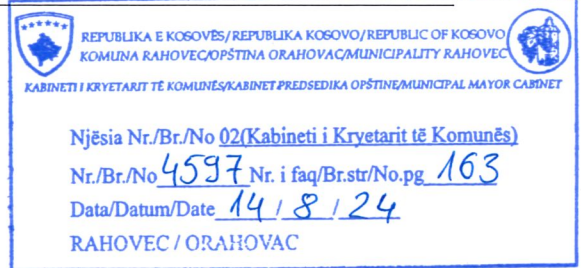 REPUBLIKA E KOSOVËS/REPUBLIKA KOSOVO/REPUBLIC OF KOSOVO
KOMUNA RAHOVEC/OPŠTINA ORAHOVAC/MUNICIPALITY RAHOVEC
KABINETI I KRYETARIT TË KOMUNËS/KABINET PREDSEDIKA OPŠTINE/MUNICIPAL MAYOR CABINET
Njësia Nr./Br./No 02(Kabineti i Kryetarit të Komunës)
Nr./Br./No 4597 Nr. i faq/Br.str/No.pg 163
Data/Datum/Date 14 / 8 / 24
RAHOVEC / ORAHOVAC